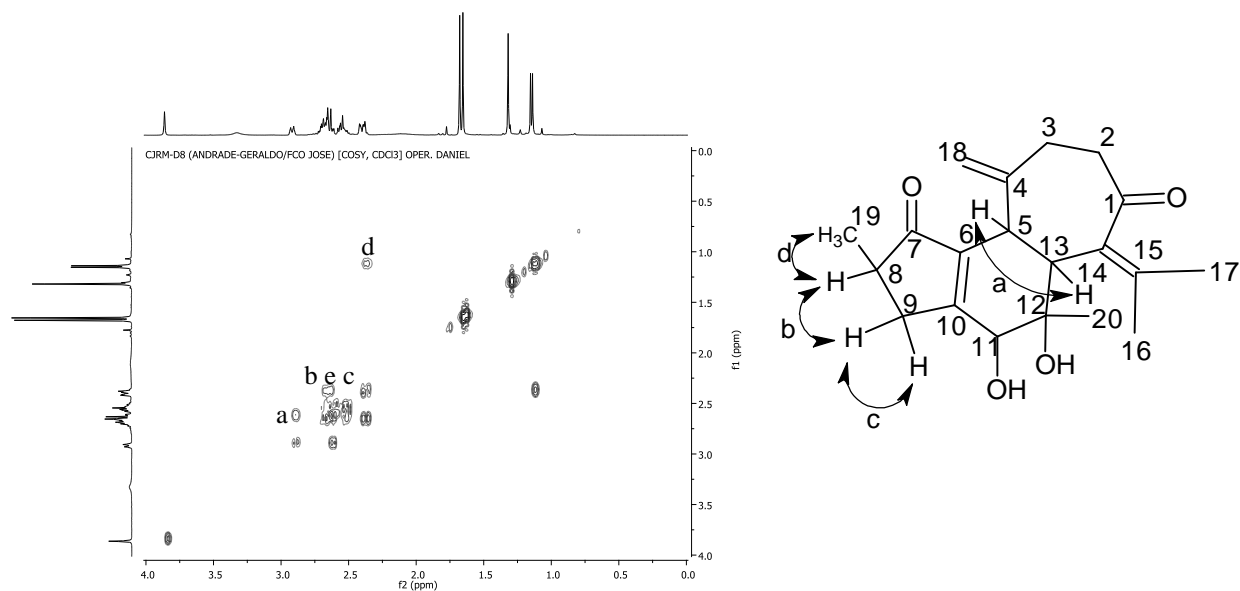 CJRM-D8 (ANDRADE-GERALDO/FCO JOSE) [COSY, CDCl3] OPER. DANIEL
d
b e c
a
0.0
0.5
1.0
1.5
2.0
2.5
3.0
3.5
4.0
f1 (ppm)
4.0 3.5 3.0 2.5 2.0 1.5 1.0 0.5 0.0
f2 (ppm)
3 2
18
4
O
H
1
O
19
5
H3C
7
6
13
15
d
8
14
17
H
a
H
b
9
12
10
20
H
11
16
H
OH
OH
c